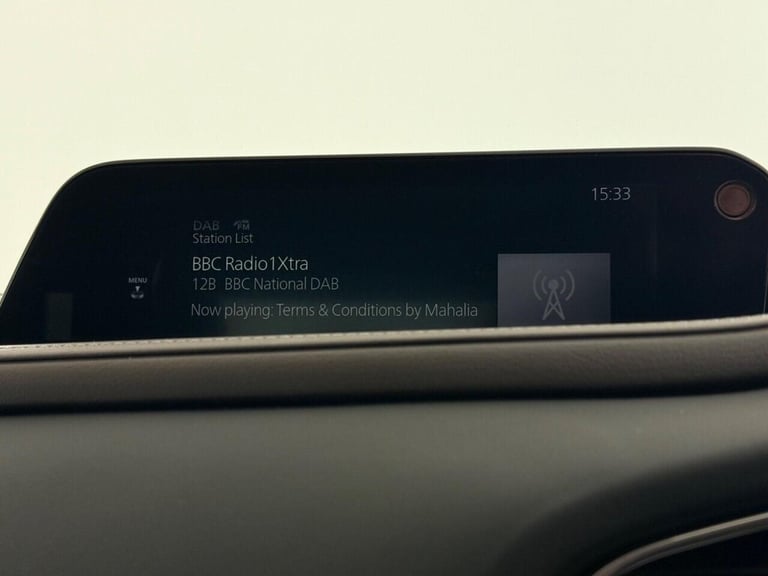 15:33
DAB FM
Station List
BBC Radio1Xtra
MENU
12B BBC National DAB
Now playing: Terms & Conditions by Mahalia